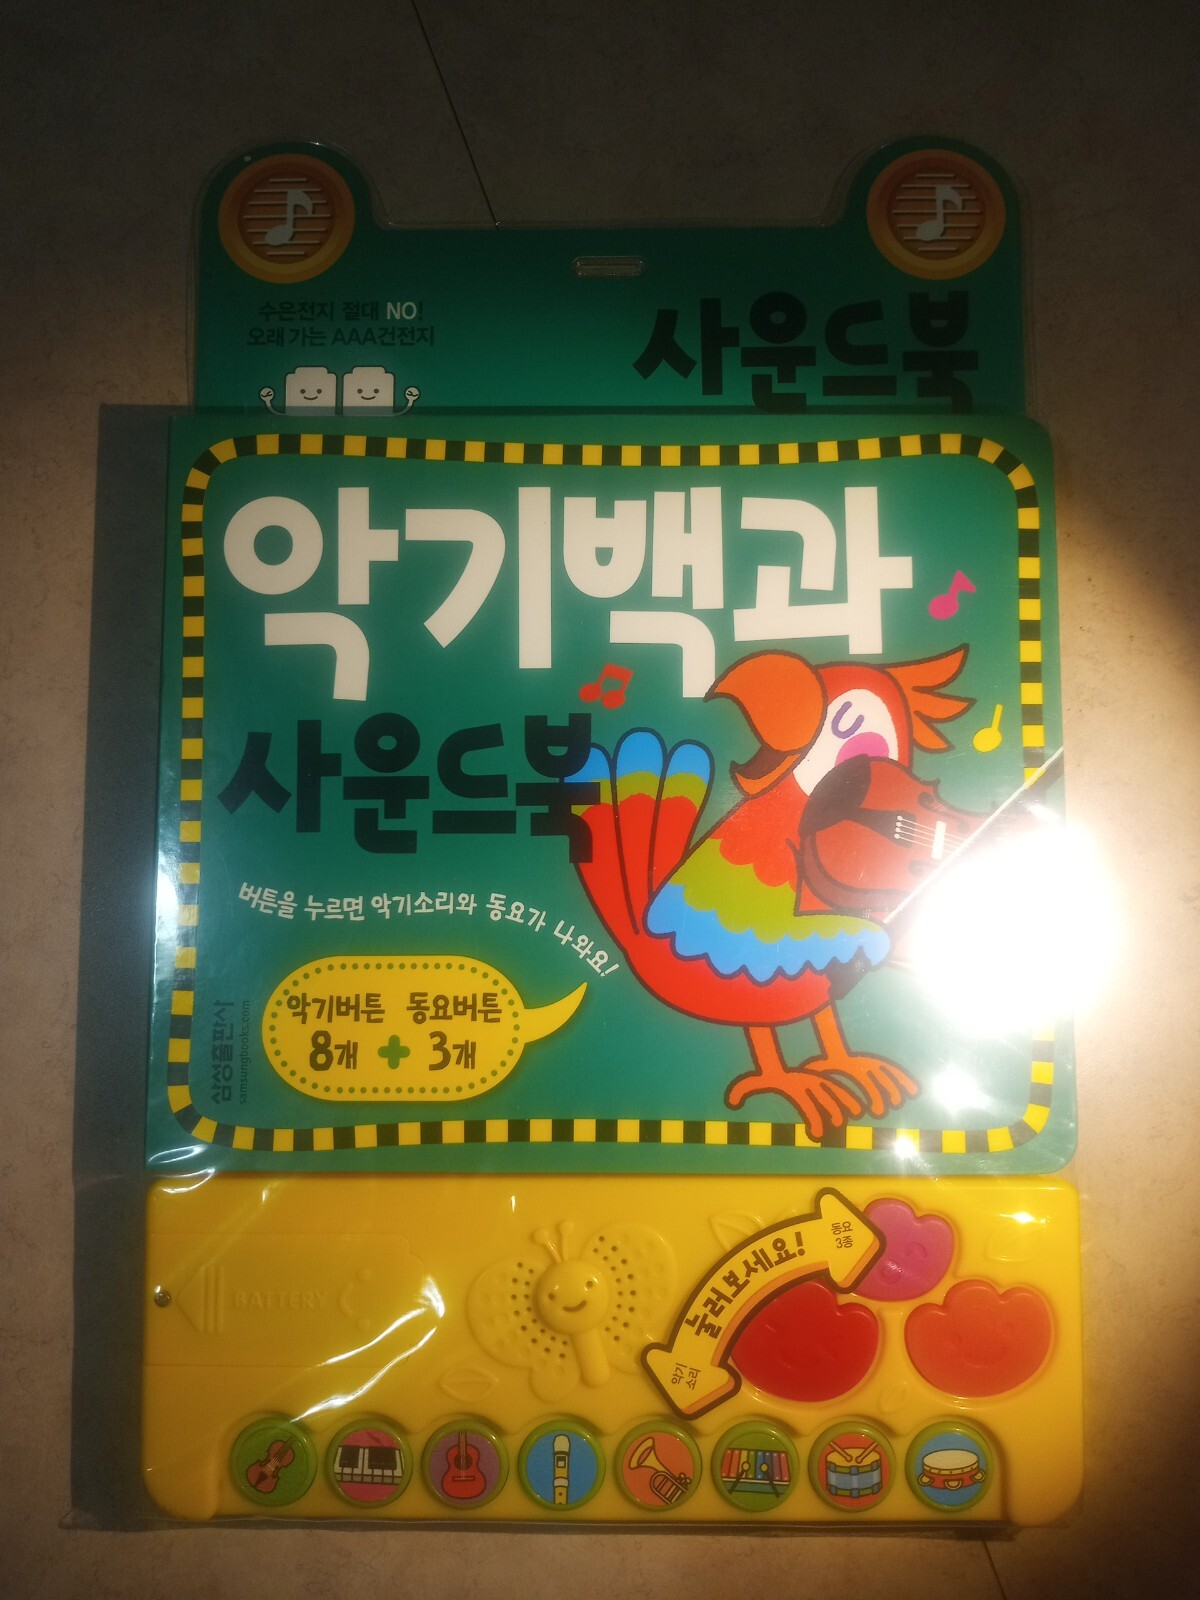 수은전지 절대 NO!
오래 가는 AAA건전지
사운드북
악기백과
사운드북
버튼을 누르면 악기소리와 동요가 나와요!
악기버튼 동요버튼
8개 + 3개
삼성출판사
samsungbooks.com
BATTERY
눌러보세요!
동요
3종
악기
소리